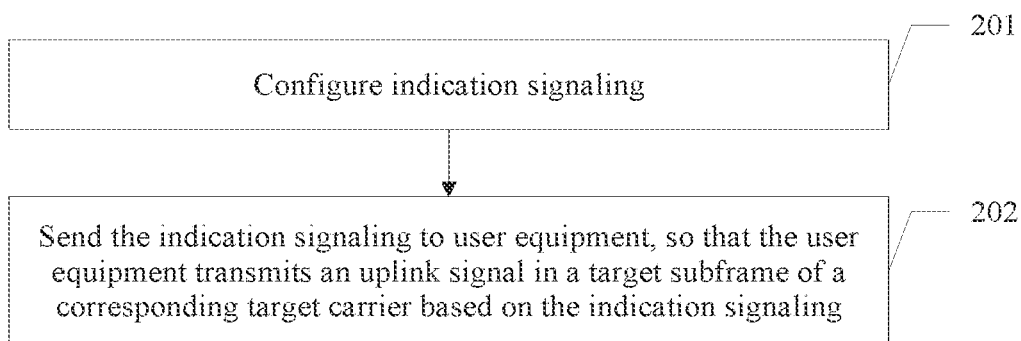 201
Configure indication signaling
202
Send the indication signaling to user equipment, so that the user
equipment transmits an uplink signal in a target subframe of a
corresponding target carrier based on the indication signaling